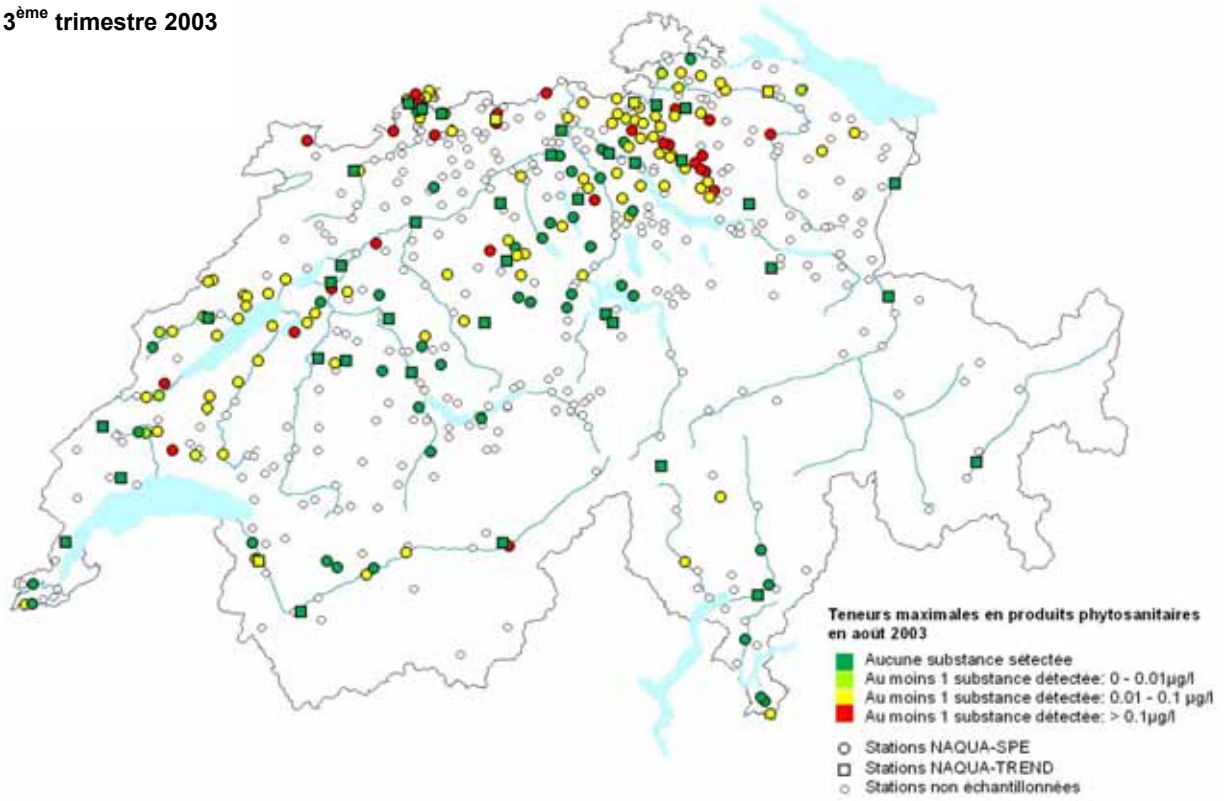 3ème trimestre 2003
Teneurs maximales en produits phytosanitaires
en août 2003
Aucune substance sétectée
Au moins 1 substance détectée: 0 - 0.01µg/l
Au moins 1 substance détectée: 0.01 - 0.1 µg/l
Au moins 1 substance détectée: > 0.1µg/l
Stations NAQUA-SPE
Stations NAQUA-TREND
Stations non échantillonnées